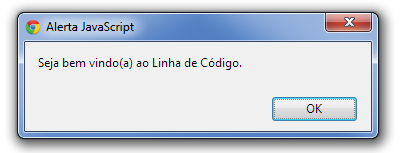 Alerta JavaScript
Seja bem vindo(a) ao Linha de Código.
OK